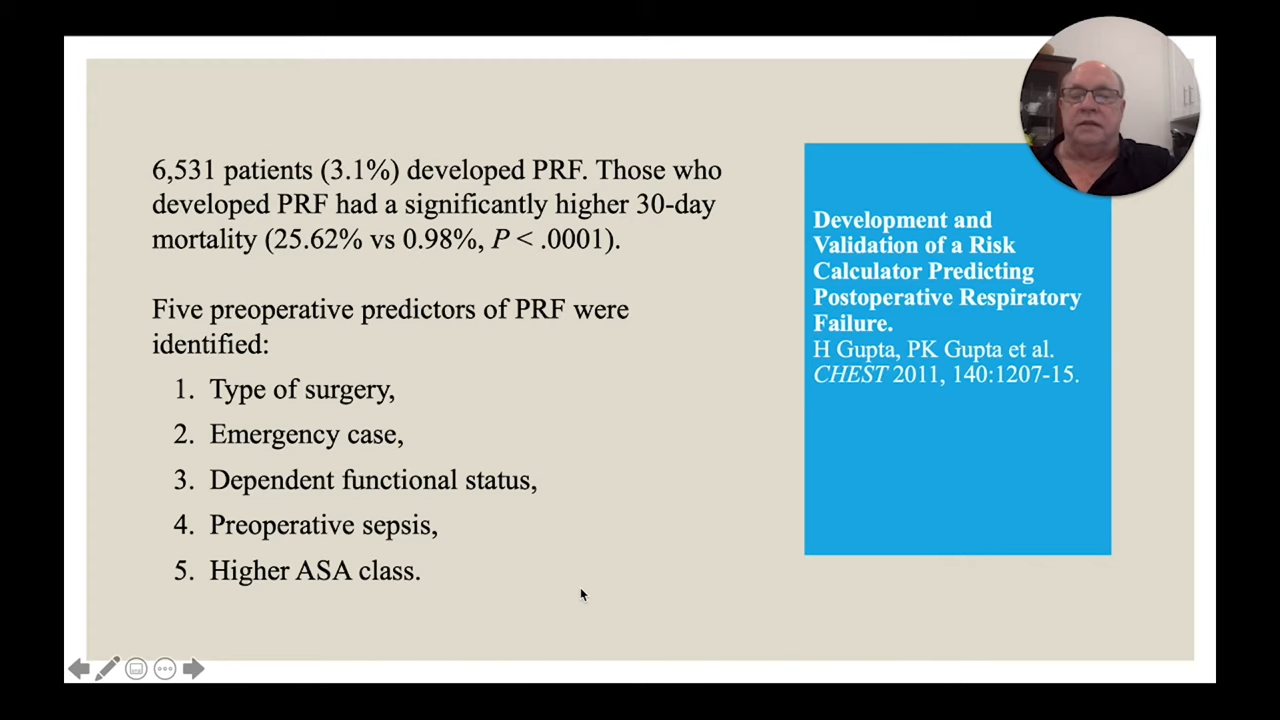 6,531 patients (3.1%) developed PRF. Those who
developed PRF had a significantly higher 30-day
mortality (25.62% vs 0.98%, P < .0001).
Five preoperative predictors of PRF were
identified:
1. Type of surgery,
2. Emergency case,
3. Dependent functional status,
4. Preoperative sepsis,
5. Higher ASA class.
Development and
Validation of a Risk
Calculator Predicting
Postoperative Respiratory
Failure.
H Gupta, PK Gupta et al.
CHEST 2011, 140:1207-15.